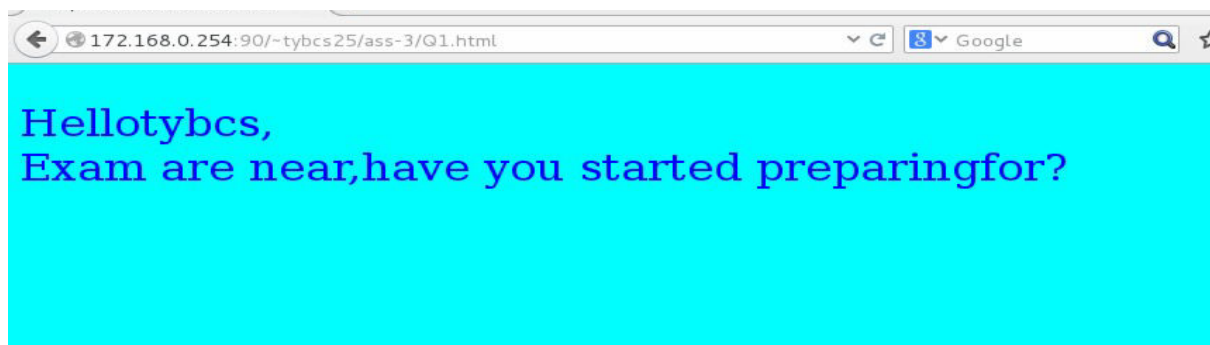 172.168.0.254:90/~tybcs25/ass-3/Q1.html 8 Google
Hellotybcs,
Exam are near,have you started preparingfor?